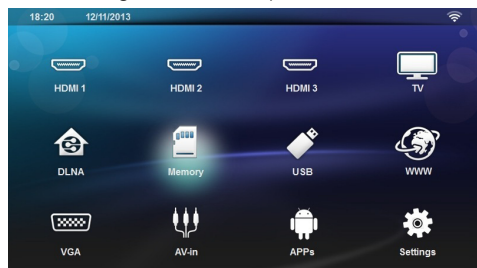 18:20 12/11/2013
HDMI 1 HDMI 2 HDMI 3 TV
DLNA Memory USB WWW
VGA AV-in APPs Settings